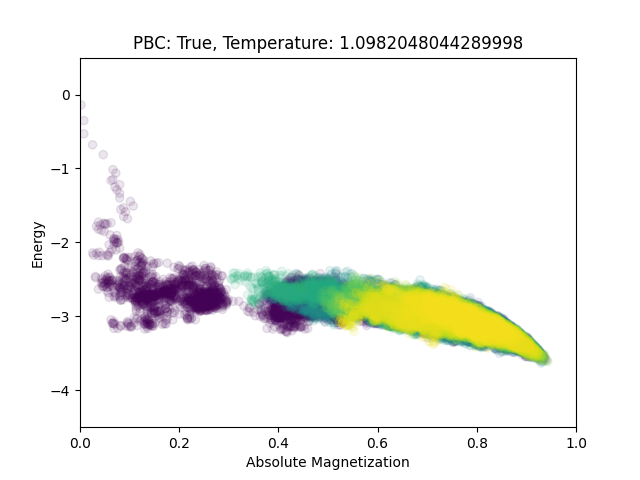 PBC: True, Temperature: 1.0982048044289998
0
−1
−2
−3
−4
Energy
0.0 0.2 0.4 0.6 0.8 1.0
Absolute Magnetization